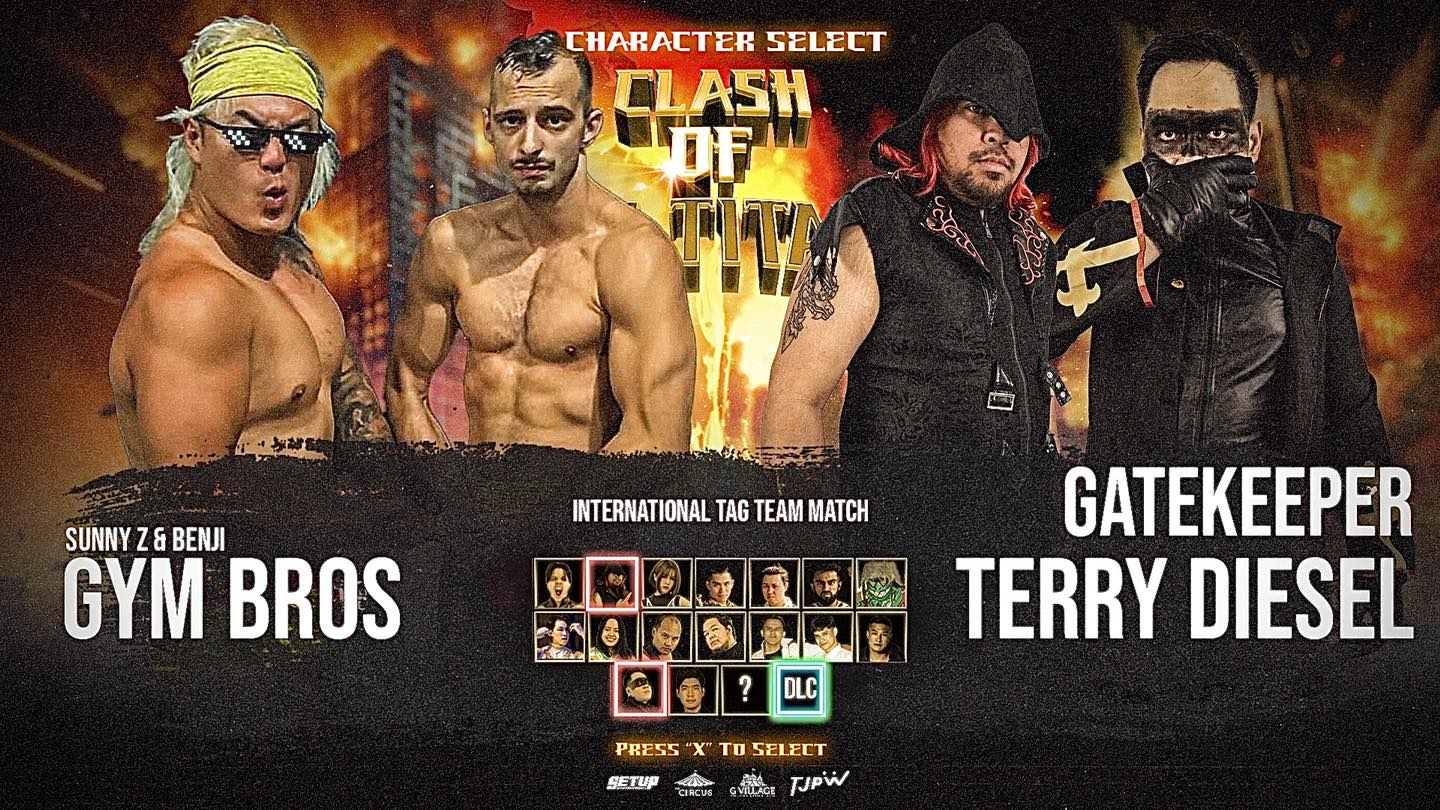 CHARACTER SELECT
CLASH
OF
TITA
INTERNATIONAL TAG TEAM MATCH
SUNNY Z & BENJI
GYM BROS
GATEKEEPER
TERRY DIESEL
?
DLC
PRESS "X" TO SELECT
SETUP
CIRCUS
G VILLAGE
TJPW